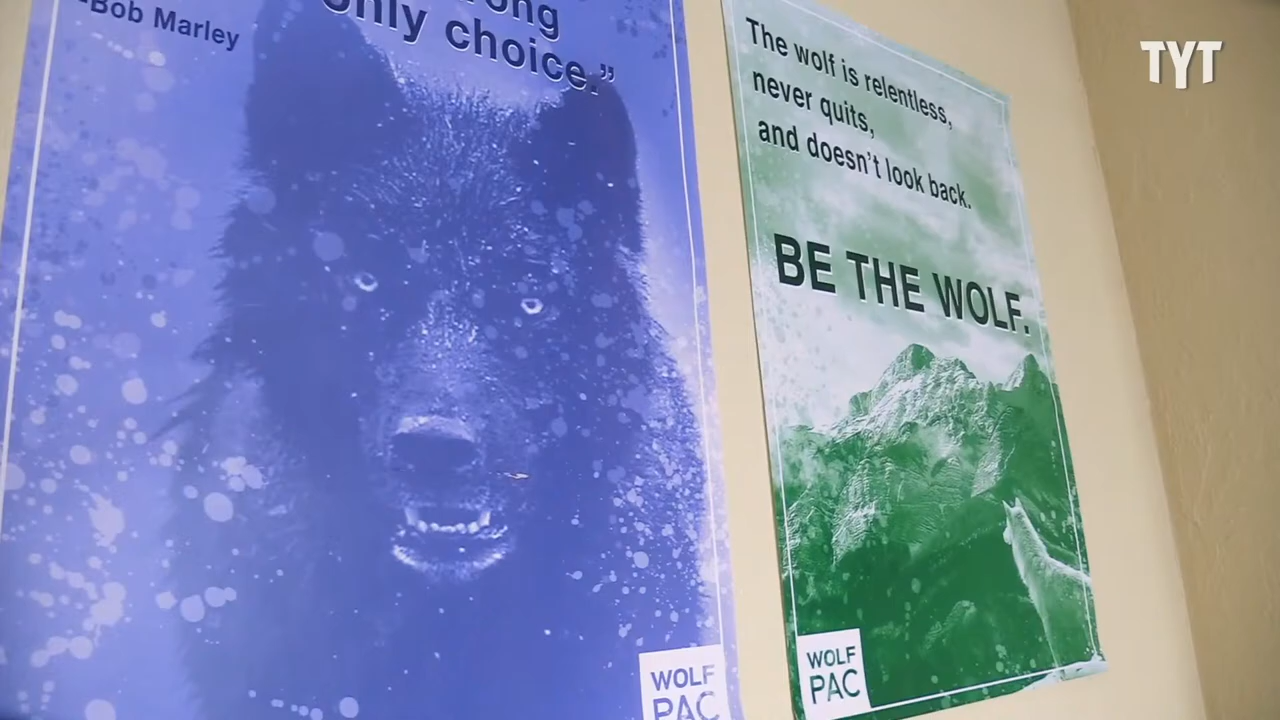 only choice.”
-Bob Marley
WOLF
PAC
The wolf is relentless,
never quits,
and doesn’t look back.
BE THE WOLF.
WOLF
PAC
TYT